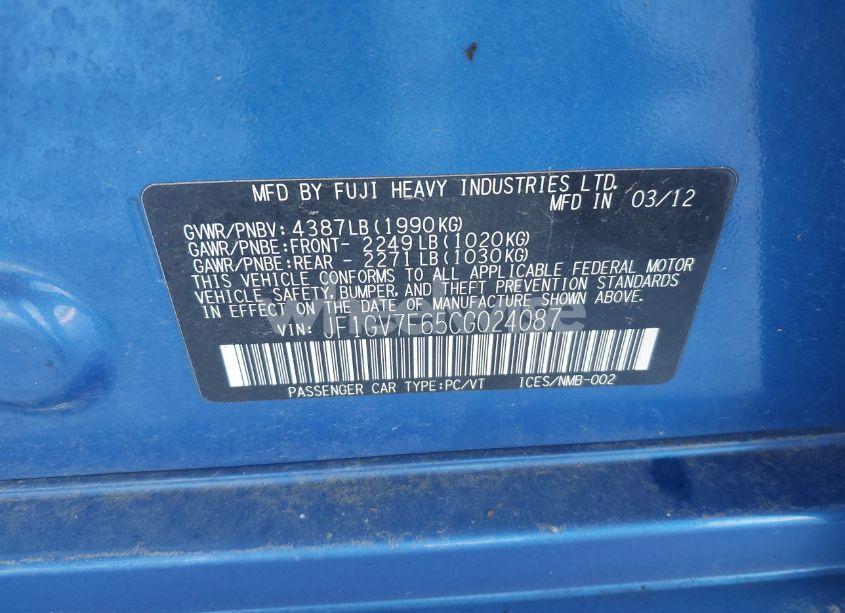 MFD BY FUJI HEAVY INDUSTRIES LTD.
MFD IN 03/12
GVWR/PNBV: 4387LB(1990KG)
GAWR/PNBE:FRONT- 2249LB(1020KG)
GAWR/PNBE:REAR - 2271LB(1030KG)
THIS VEHICLE CONFORMS TO ALL APPLICABLE FEDERAL MOTOR
VEHICLE SAFETY, BUMPER, AND THEFT PREVENTION STANDARDS
IN EFFECT ON THE DATE OF MANUFACTURE SHOWN ABOVE.
VIN: JF1GV7E65CG024087
PASSENGER CAR TYPE:PC/VT ICES/NMB-002